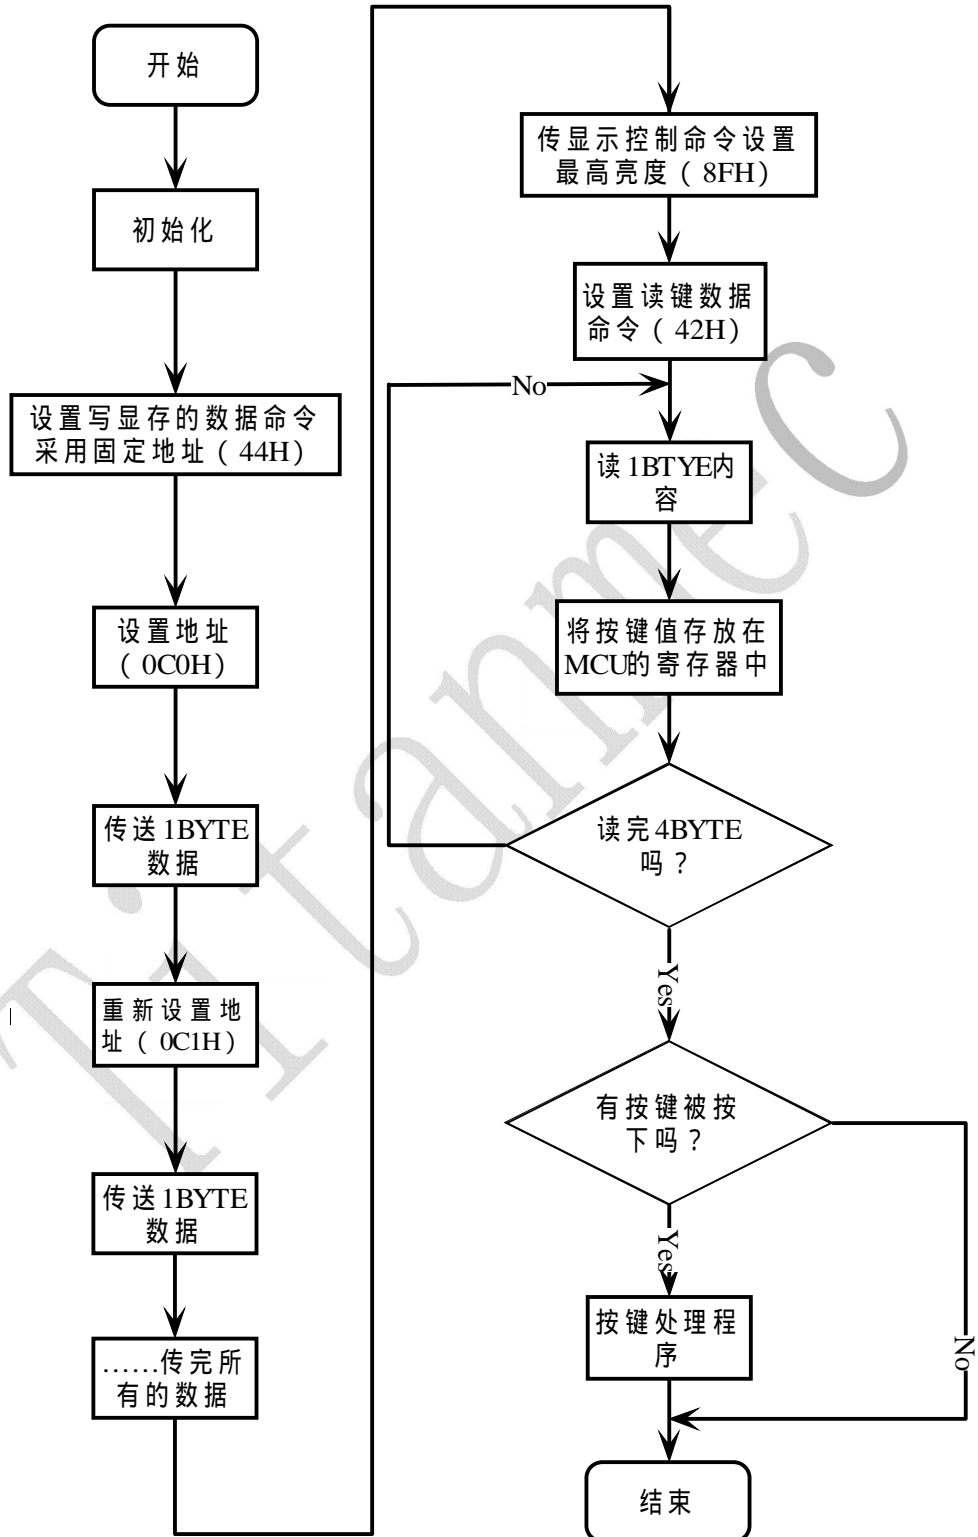 开始
初始化
设置写显存的数据命令
采用固定地址(44H)
设置地址
(0C0H)
传送1BYTE
数据
重新设置地
址(0C1H)
传送1BYTE
数据
……传完所
有的数据
传显示控制命令设置
最高亮度(8FH)
设置读键数据
命令(42H)
No
读1BTYE内
容
将按键值存放在
MCU的寄存器中
读完4BYTE
吗?
Yes
有按键被按
下吗?
Yes
No
按键处理程
序
结束
Titanmec